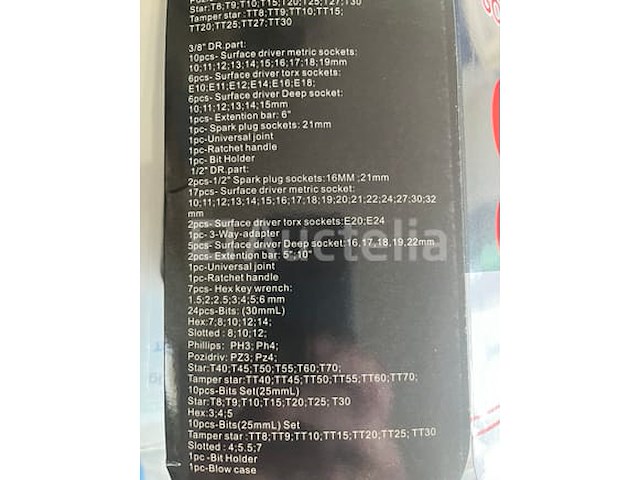 Pozidriv
Star:T8;T9;T10;T15;T20;T25;T27;T30
Tamper star :TT8;TT9;TT10;TT15;
TT20;TT25;TT27;TT30
3/8" DR.part:
10pcs- Surface driver metric sockets:
10;11;12;13;14;15;16;17;18;19mm
6pcs- Surface driver torx sockets:
E10;E11;E12;E14;E16;E18;
6pcs- Surface driver Deep socket:
10;11;12;13;14;15mm
1pcs- Extention bar: 6"
1pc- Spark plug sockets: 21mm
1pc-Universal joint
1pc-Ratchet handle
1pc- Bit Holder
1/2" DR.part:
2pcs-1/2" Spark plug sockets:16MM ;21mm
17pcs- Surface driver metric socket:
10;11;12;13;14;15;16;17;18;19;20;21;22;24;27;30;32
mm
2pcs- Surface driver torx sockets:E20;E24
1pc- 3-Way-adapter
5pcs- Surface driver Deep socket:16,17,18,19,22mm
2pcs- Extention bar: 5";10"
1pc-Universal joint
1pc-Ratchet handle
7pcs- Hex key wrench:
1.5;2;2.5;3;4;5;6 mm
24pcs-Bits: (30mmL)
Hex:7;8;10;12;14;
Slotted : 8;10;12;
Phillips: PH3; Ph4;
Pozidriv: PZ3; Pz4;
Star:T40;T45;T50;T55;T60;T70;
Tamper star:TT40;TT45;TT50;TT55;TT60;TT70;
10pcs-Bits Set(25mmL)
Star:T8;T9;T10;T15;T20;T25; T30
Hex:3;4;5
10pcs-Bits(25mmL) Set
Tamper star :TT8;TT9;TT10;TT15;TT20;TT25; TT30
Slotted : 4;5.5;7
1pc -Bit Holder
1pc-Blow case
Auctelia